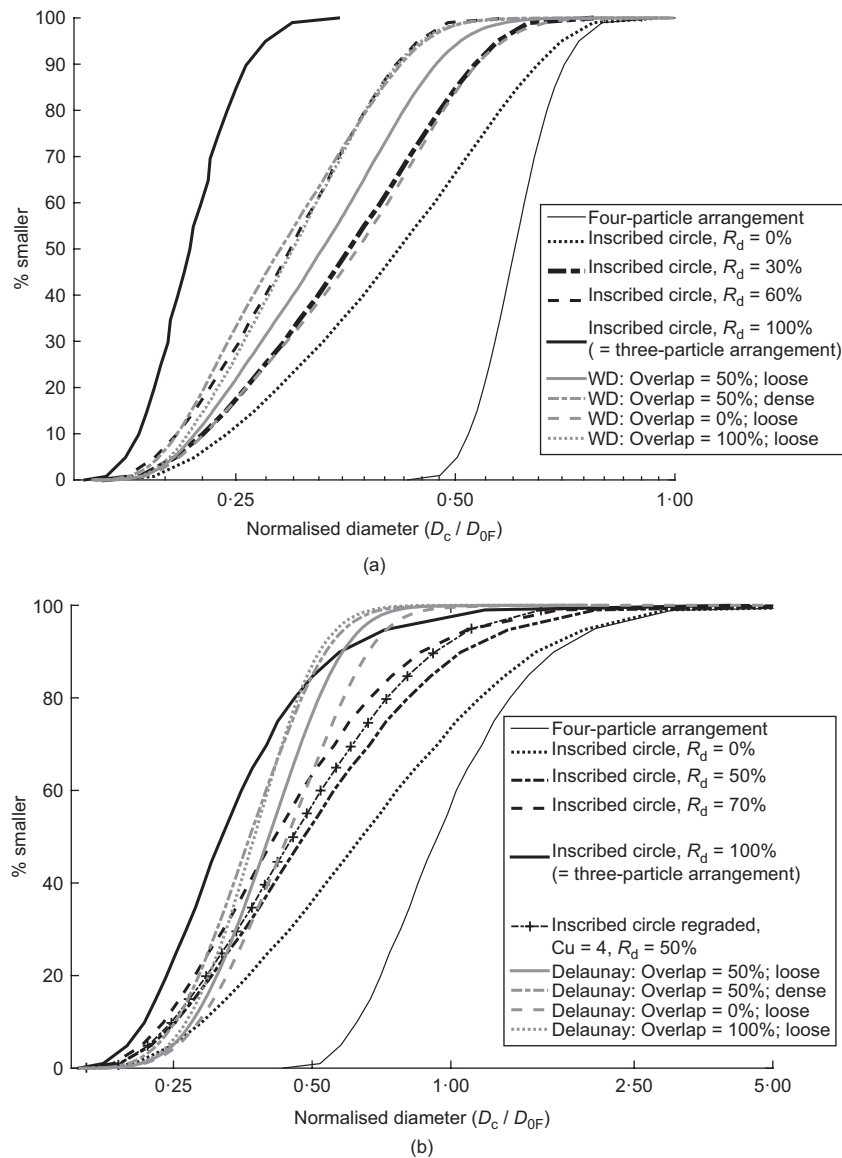 100
90
80
70
60
50
40
30
20
10
0
% smaller
0·25
0·50
1·00
Normalised diameter (Dc / D0F)
Four-particle arrangement
Inscribed circle, Rd = 0%
Inscribed circle, Rd = 30%
Inscribed circle, Rd = 60%
Inscribed circle, Rd = 100%
( = three-particle arrangement)
WD: Overlap = 50%; loose
WD: Overlap = 50%; dense
WD: Overlap = 0%; loose
WD: Overlap = 100%; loose
(a)
100
80
60
40
20
0
% smaller
0·25
0·50
1·00
2·50
5·00
Normalised diameter (Dc / D0F)
Four-particle arrangement
Inscribed circle, Rd = 0%
Inscribed circle, Rd = 50%
Inscribed circle, Rd = 70%
Inscribed circle, Rd = 100%
(= three-particle arrangement)
Inscribed circle regraded,
Cu = 4, Rd = 50%
Delaunay: Overlap = 50%; loose
Delaunay: Overlap = 50%; dense
Delaunay: Overlap = 0%; loose
Delaunay: Overlap = 100%; loose
(b)